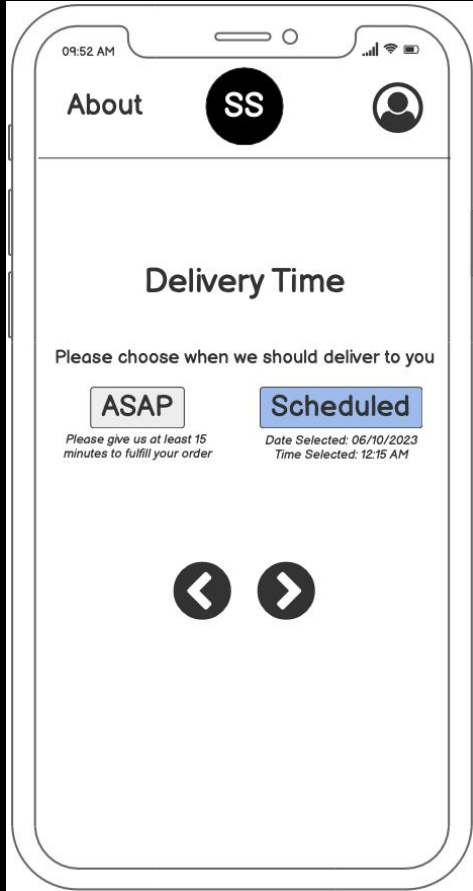 09:52 AM
About
SS
Delivery Time
Please choose when we should deliver to you
ASAP
Please give us at least 15
minutes to fulfill your order
Scheduled
Date Selected: 06/10/2023
Time Selected: 12:15 AM